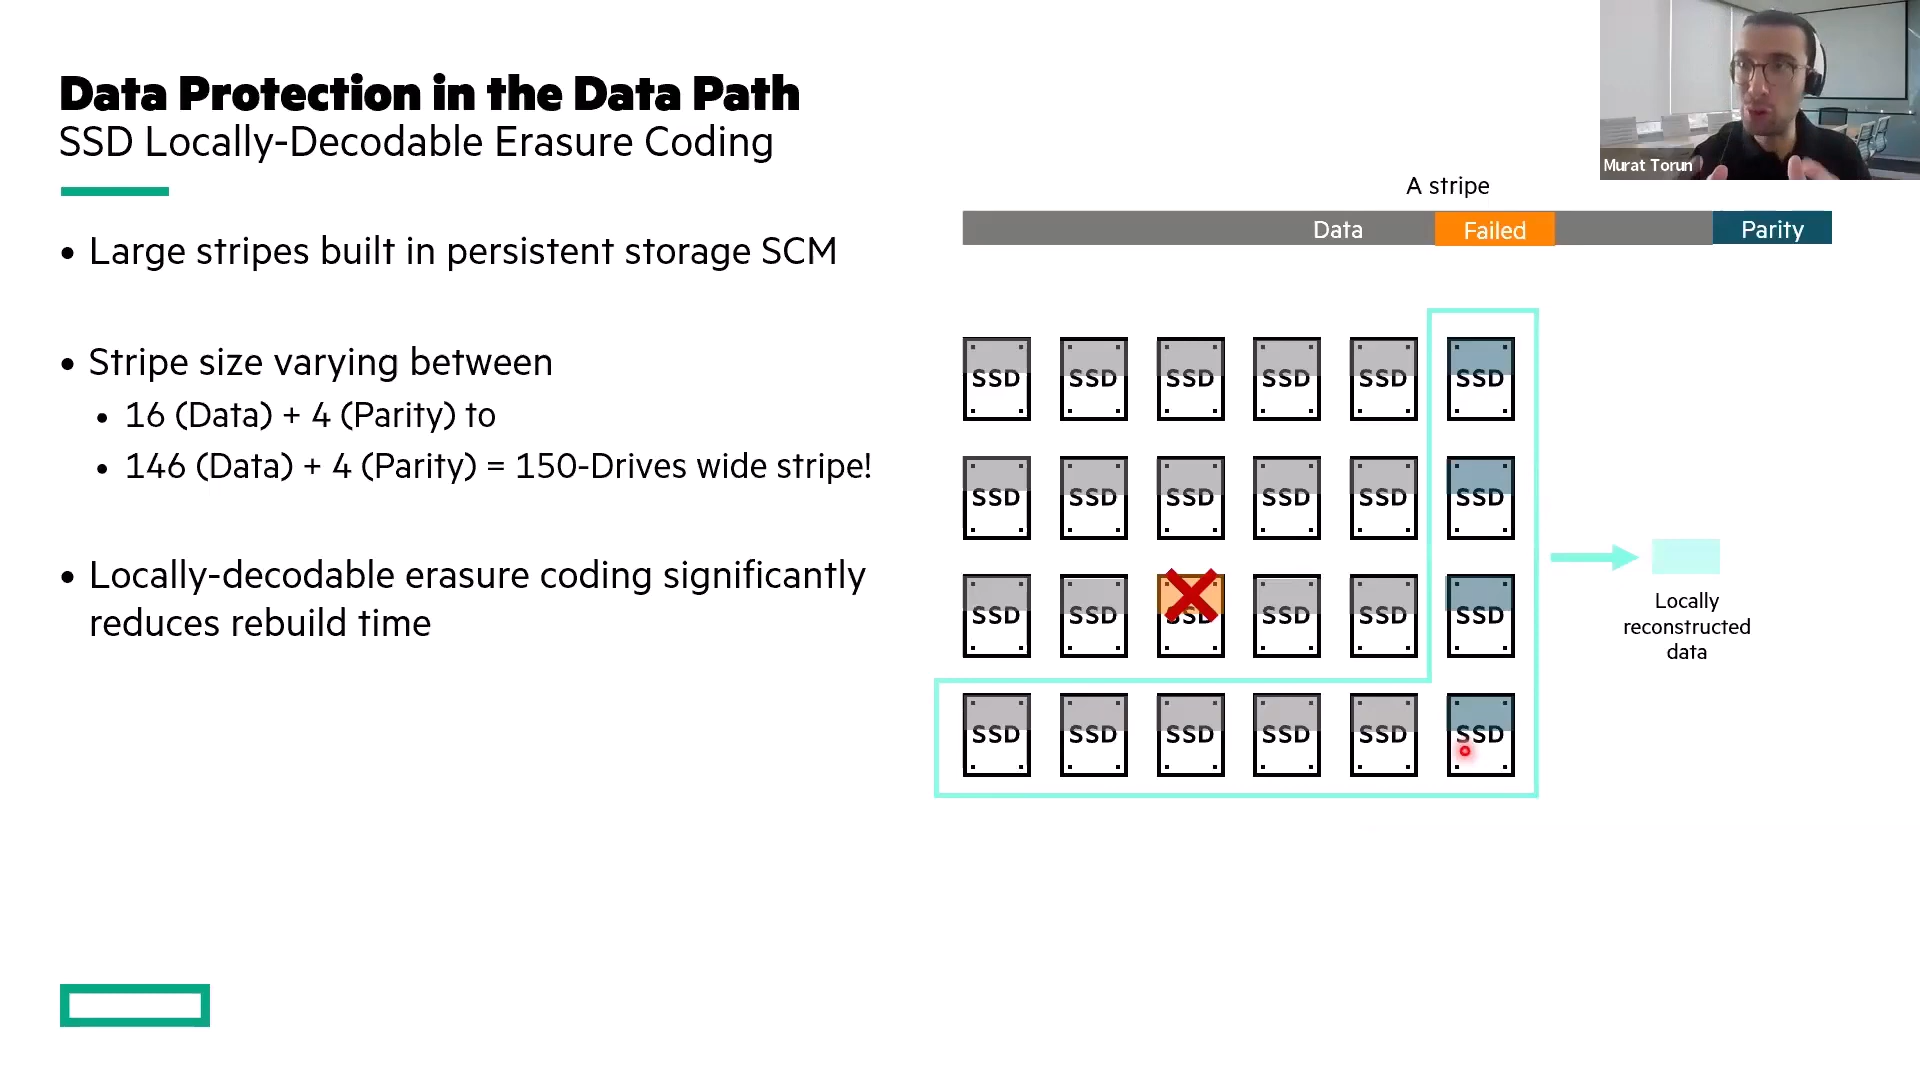 Data Protection in the Data Path
SSD Locally-Decodable Erasure Coding
• Large stripes built in persistent storage SCM
• Stripe size varying between
• 16 (Data) + 4 (Parity) to
• 146 (Data) + 4 (Parity) = 150-Drives wide stripe!
• Locally-decodable erasure coding significantly
reduces rebuild time
Murat Torun
A stripe
Data Failed Parity
SSD SSD SSD SSD SSD SSD
SSD SSD SSD SSD SSD SSD
SSD SSD SSD SSD SSD SSD
SSD SSD SSD SSD SSD SSD
Locally
reconstructed
data